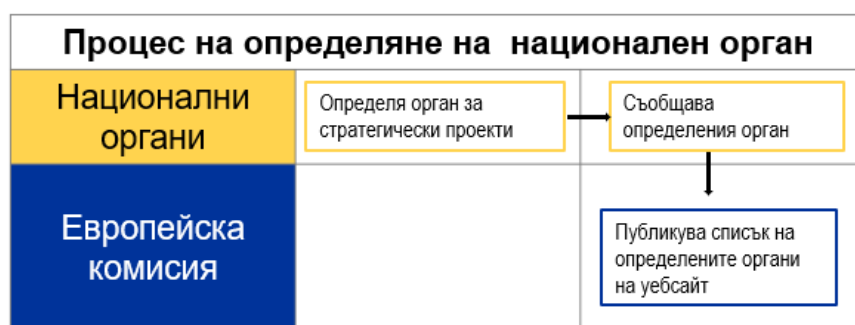 Процес на определяне на национален орган
Национални
органи
Определя орган за
стратегически проекти
Съобщава
определения орган
Европейска
комисия
Публикува списък на
определените органи
на уебсайт